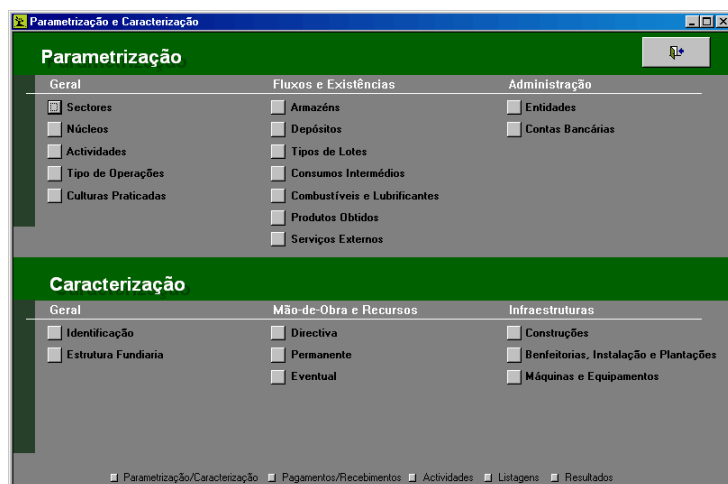 Parametrização e Caracterização
Parametrização
Geral
Sectores
Núcleos
Actividades
Tipo de Operações
Culturas Praticadas
Fluxos e Existências
Armazéns
Depósitos
Tipos de Lotes
Consumos Intermédios
Combustíveis e Lubrificantes
Produtos Obtidos
Serviços Externos
Administração
Entidades
Contas Bancárias
Caracterização
Geral
Identificação
Estrutura Fundiaria
Mão-de-Obra e Recursos
Directiva
Permanente
Eventual
Infraestruturas
Construções
Benfeitorias, Instalação e Plantações
Máquinas e Equipamentos
Parametrização/Caracterização Pagamentos/Recebimentos Actividades Listagens Resultados